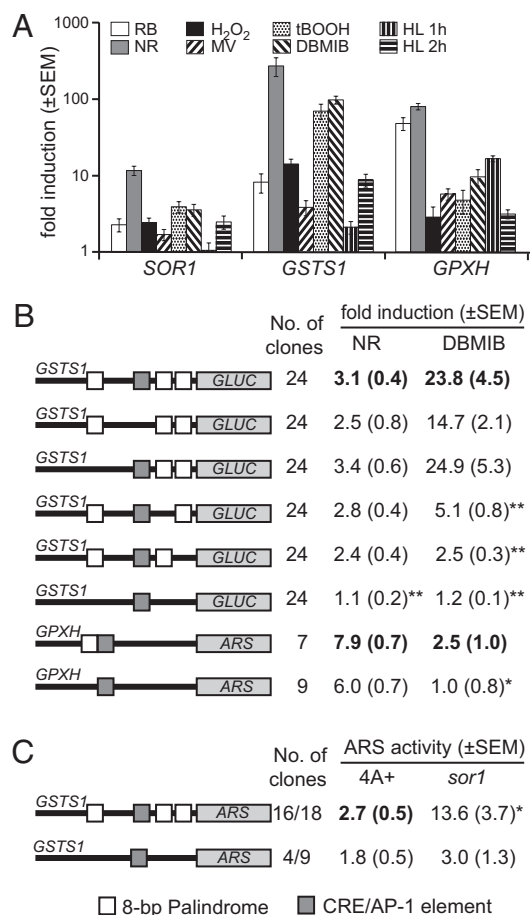 A
RB H₂O₂ tBOOH HL 1h
NR MV DBMIB HL 2h
fold induction (±SEM)
1000
100
10
1
SOR1 GSTS1 GPXH
B
No. of clones fold induction (±SEM)
NR DBMIB
GSTS1 GLUC 24 3.1 (0.4) 23.8 (4.5)
GSTS1 GLUC 24 2.5 (0.8) 14.7 (2.1)
GSTS1 GLUC 24 3.4 (0.6) 24.9 (5.3)
GSTS1 GLUC 24 2.8 (0.4) 5.1 (0.8)**
GSTS1 GLUC 24 2.4 (0.4) 2.5 (0.3)**
GSTS1 GLUC 24 1.1 (0.2)** 1.2 (0.1)**
GPXH ARS 7 7.9 (0.7) 2.5 (1.0)
GPXH ARS 9 6.0 (0.7) 1.0 (0.8)*
C
No. of clones ARS activity (±SEM)
4A+ sor1
GSTS1 ARS 16/18 2.7 (0.5) 13.6 (3.7)*
GSTS1 ARS 4/9 1.8 (0.5) 3.0 (1.3)
8-bp Palindrome CRE/AP-1 element